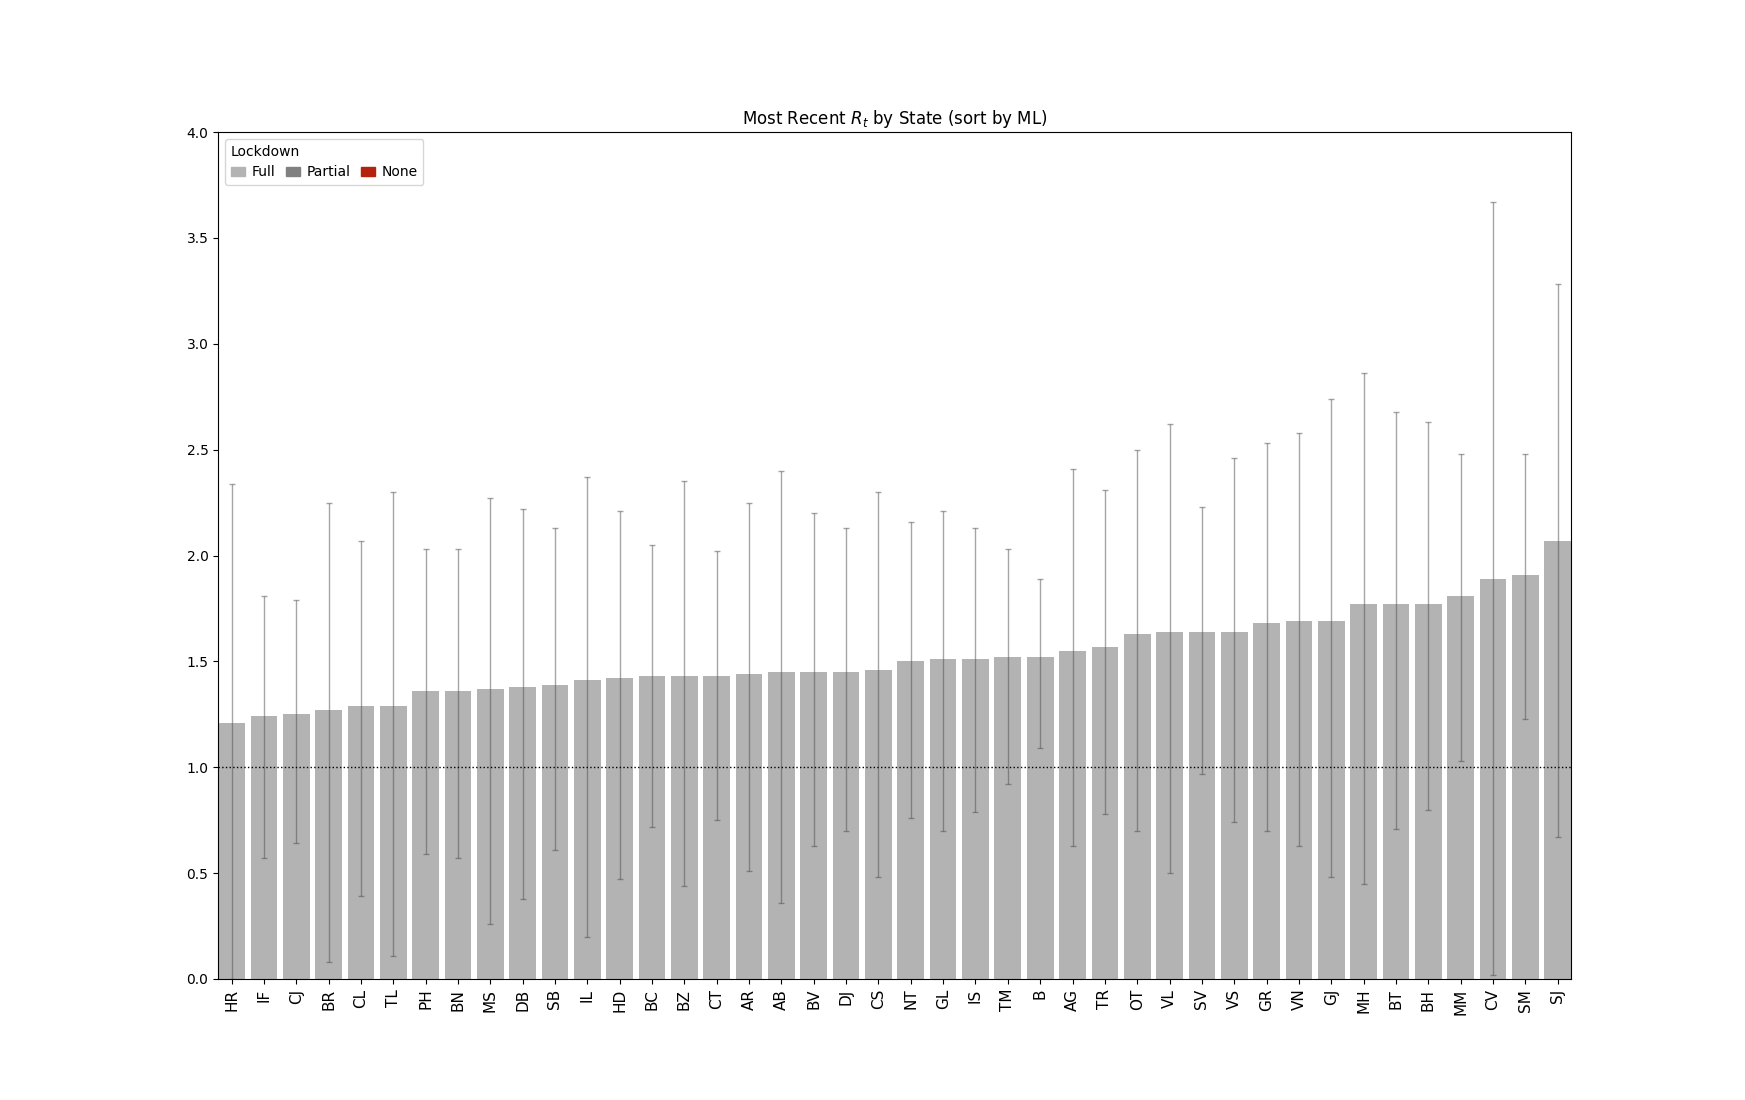 Most Recent R_t by State (sort by ML)
4.0
Lockdown
Full Partial None
3.5
3.0
2.5
2.0
1.5
1.0
0.5
0.0
HR IF CJ BR CL TL PH BN MS DB SB IL HD BC BZ CT AR AB BV DJ CS NT GL IS TM B AG TR OT VL SV VS GR VN GJ MH BT BH MM CV SM SJ